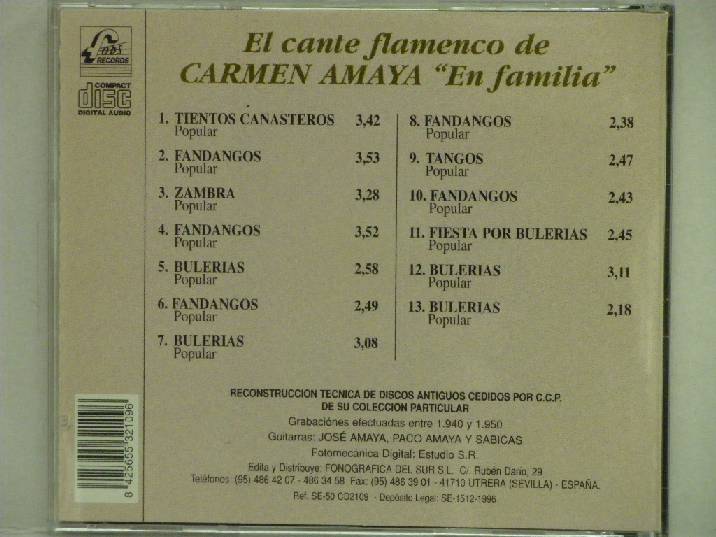 RECORDS
COMPACT
disc
DIGITAL AUDIO
El cante flamenco de
CARMEN AMAYA "En familia"
1. TIENTOS CANASTEROS 3,42
Popular
2. FANDANGOS 3,53
Popular
3. ZAMBRA 3,28
Popular
4. FANDANGOS 3,52
Popular
5. BULERIAS 2,58
Popular
6. FANDANGOS 2,49
Popular
7. BULERIAS 3,08
Popular
8. FANDANGOS 2,38
Popular
9. TANGOS 2,47
Popular
10. FANDANGOS 2,43
Popular
11. FIESTA POR BULERIAS 2,45
Popular
12. BULERIAS 3,11
Popular
13. BULERIAS 2,18
Popular
RECONSTRUCCION TECNICA DE DISCOS ANTIGUOS CEDIDOS POR C.C.P.
DE SU COLECCION PARTICULAR
Grabaciónes efectuadas entre 1.940 y 1.950
Guitarras: JOSÉ AMAYA, PACO AMAYA Y SABICAS
Fotomecánica Digital: Estudio S.R.
Edita y Distribuye: FONOGRAFICA DEL SUR S.L. C/ Rubén Darío, 29
Teléfonos: (95) 486 42 07 - 486 34 58 Fax: (95) 486 39 01 - 41710 UTRERA (SEVILLA) - ESPAÑA.
Ref. SE-50 CD2109 - Depósito Legal: SE-1512-1996
8 425655 321096